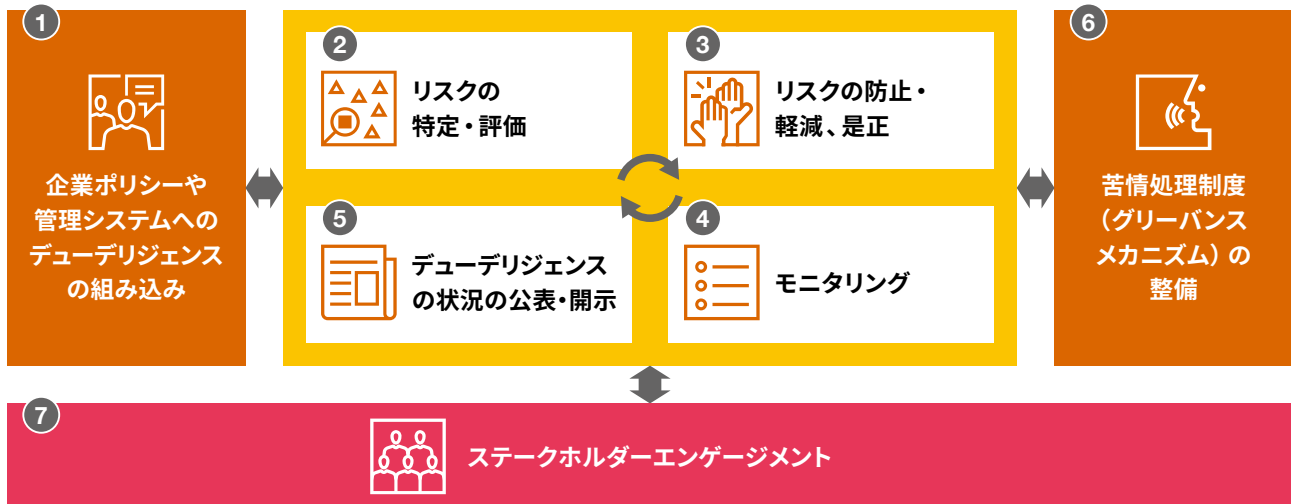 1
企業ポリシーや
管理システムへの
デューデリジェンス
の組み込み
2
リスクの
特定・評価
3
リスクの防止・
軽減、是正
4
モニタリング
5
デューデリジェンス
の状況の公表・開示
6
苦情処理制度
（グリーバンス
メカニズム）の
整備
7
ステークホルダーエンゲージメント